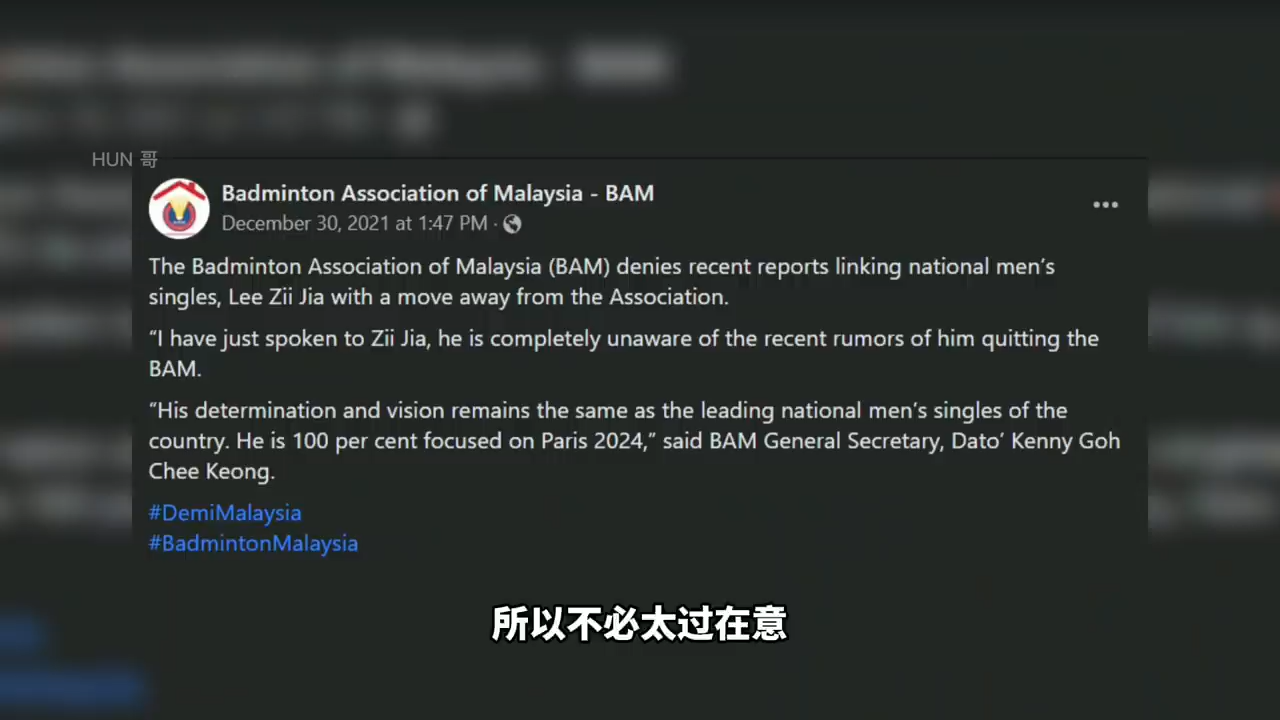 HUN 哥
Badminton Association of Malaysia - BAM
December 30, 2021 at 1:47 PM ·
The Badminton Association of Malaysia (BAM) denies recent reports linking national men’s
singles, Lee Zii Jia with a move away from the Association.
“I have just spoken to Zii Jia, he is completely unaware of the recent rumors of him quitting the
BAM.
“His determination and vision remains the same as the leading national men’s singles of the
country. He is 100 per cent focused on Paris 2024,” said BAM General Secretary, Dato’ Kenny Goh
Chee Keong.
#DemiMalaysia
#BadmintonMalaysia
所以不必太过在意